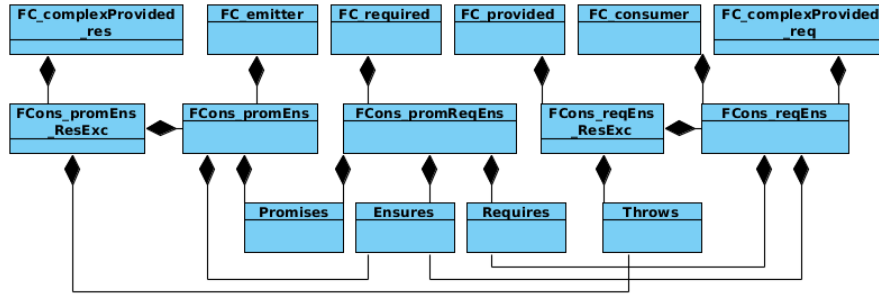 FC_complexProvided
_res
FC_emitter
FC_required
FC_provided
FC_consumer
FC_complexProvided
_req
FCons_promEns
_ResExc
FCons_promEns
FCons_promReqEns
FCons_reqEns
_ResExc
FCons_reqEns
Promises
Ensures
Requires
Throws